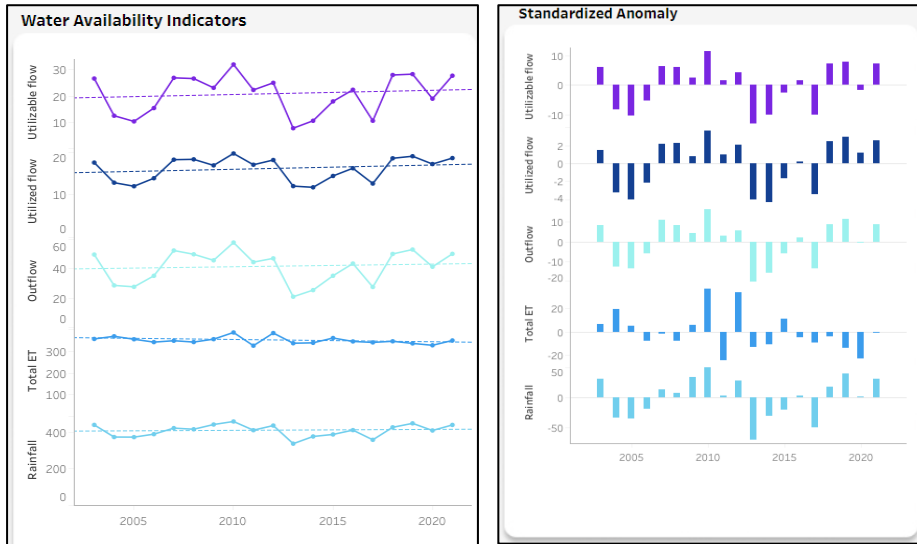 Water Availability Indicators
Utilizable flow
30
20
10
Utilized flow
20
10
0
Outflow
60
40
20
0
Total ET
300
200
100
Rainfall
400
200
0
2005 2010 2015 2020
Standardized Anomaly
Utilizable flow
10
0
-10
Utilized flow
2
0
-2
-4
Outflow
10
0
-10
-20
Total ET
20
0
-20
Rainfall
50
0
-50
2005 2010 2015 2020